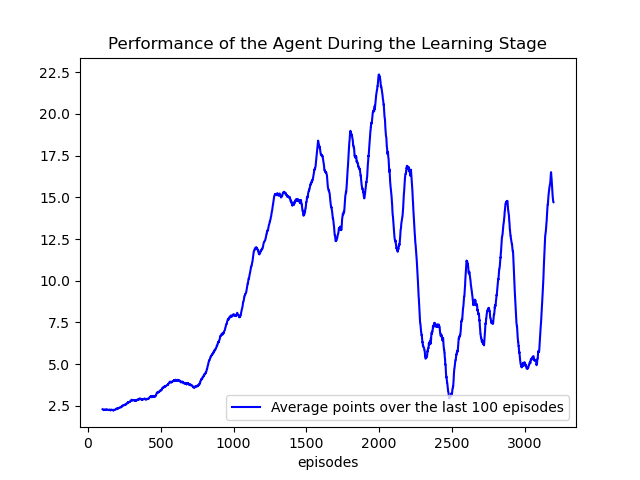 Performance of the Agent During the Learning Stage
22.5
20.0
17.5
15.0
12.5
10.0
7.5
5.0
2.5
Average points over the last 100 episodes
0 500 1000 1500 2000 2500 3000
episodes